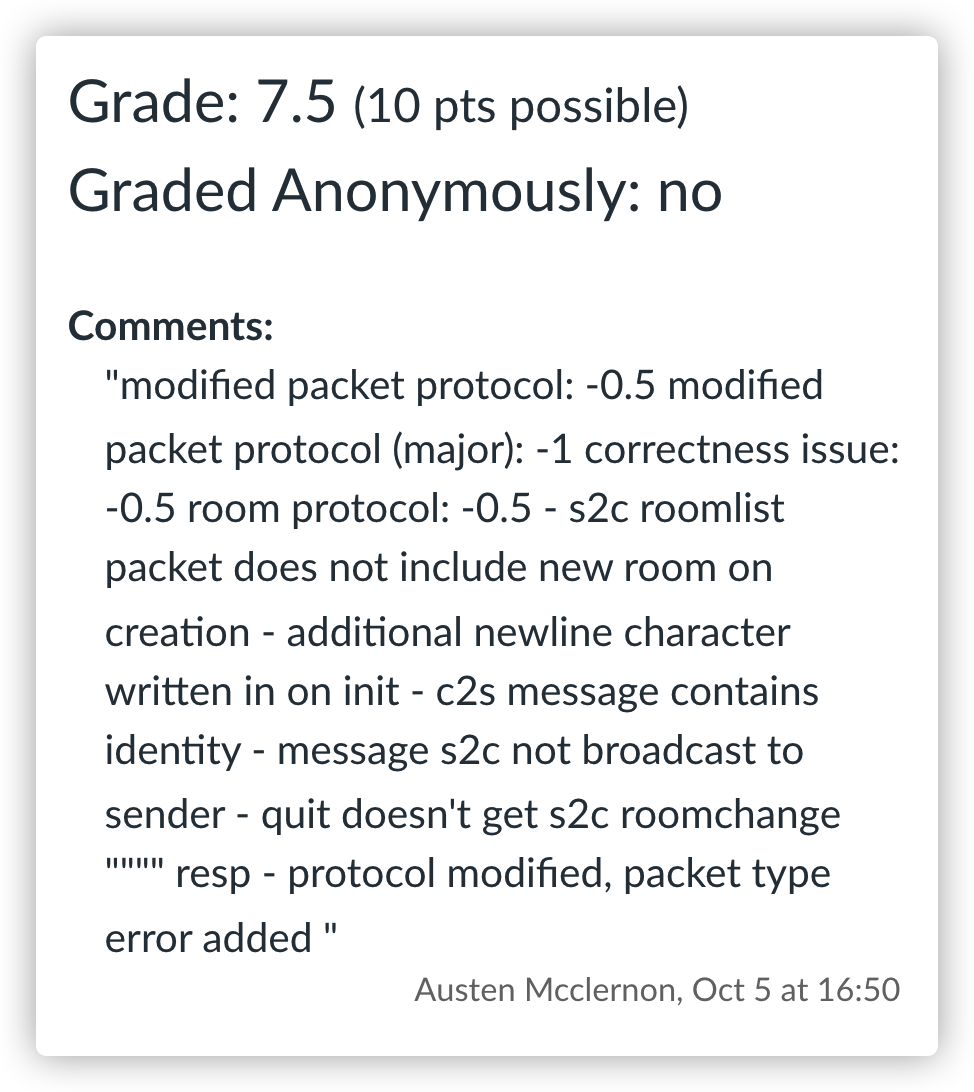 Grade: 7.5 (10 pts possible)
Graded Anonymously: no
Comments:
"modified packet protocol: -0.5 modified
packet protocol (major): -1 correctness issue:
-0.5 room protocol: -0.5 - s2c roomlist
packet does not include new room on
creation - additional newline character
written in on init - c2s message contains
identity - message s2c not broadcast to
sender - quit doesn't get s2c roomchange
"""" resp - protocol modified, packet type
error added "
Austen Mcclernon, Oct 5 at 16:50